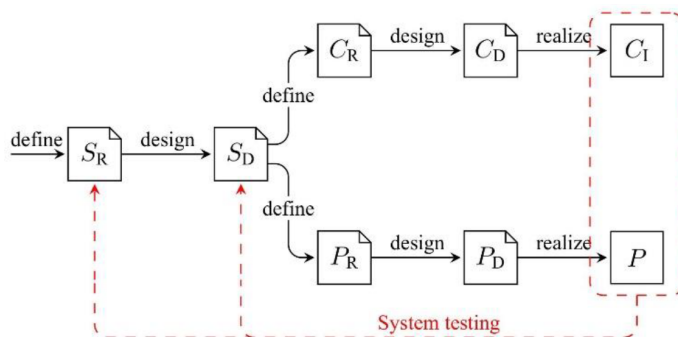 C_R design C_D realize C_I
define
define S_R design S_D
define
P_R design P_D realize P
System testing